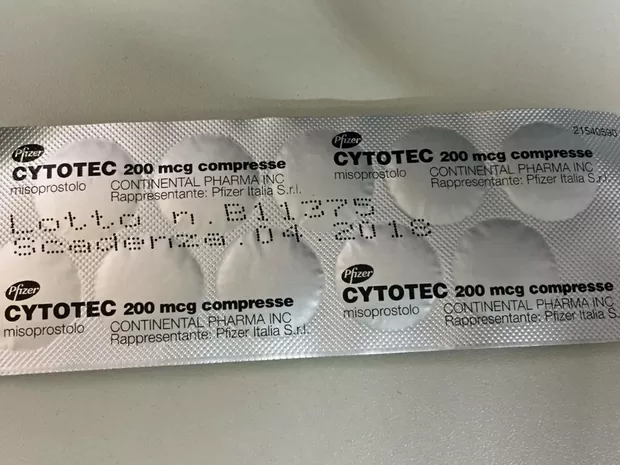 21540590
Pfizer
CYTOTEC 200 mcg compresse
misoprostolo
CONTINENTAL PHARMA INC
Rappresentante: Pfizer Italia S.r.l.
Pfizer
CYTOTEC 200 mcg compresse
misoprostolo
CONTINENTAL PHARMA INC
Rappresentante: Pfizer Italia S.r.l.
Lotto n. B11375
Scadenza. 04 2016
Pfizer
CYTOTEC 200 mcg compresse
misoprostolo
CONTINENTAL PHARMA INC
Rappresentante: Pfizer Italia S.r.l.
Pfizer
CYTOTEC 200 mcg compresse
misoprostolo
CONTINENTAL PHARMA INC
Rappresentante: Pfizer Italia S.r.l.